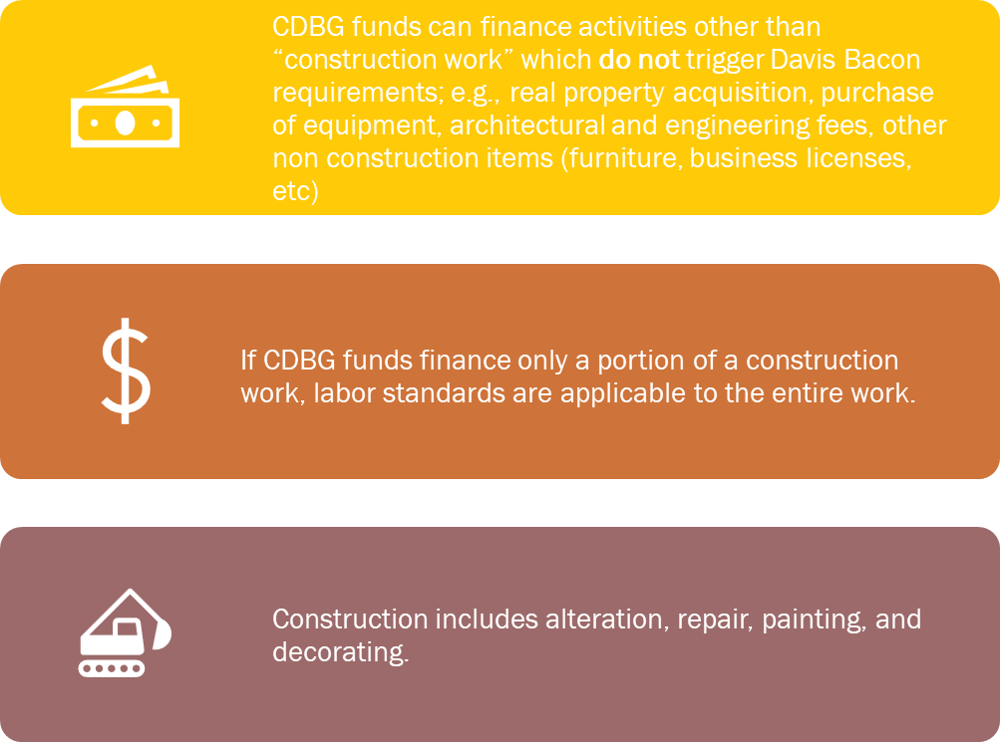 CDBG funds can finance activities other than
“construction work” which do not trigger Davis Bacon
requirements; e.g., real property acquisition, purchase
of equipment, architectural and engineering fees, other
non construction items (furniture, business licenses,
etc)
If CDBG funds finance only a portion of a construction
work, labor standards are applicable to the entire work.
Construction includes alteration, repair, painting, and
decorating.